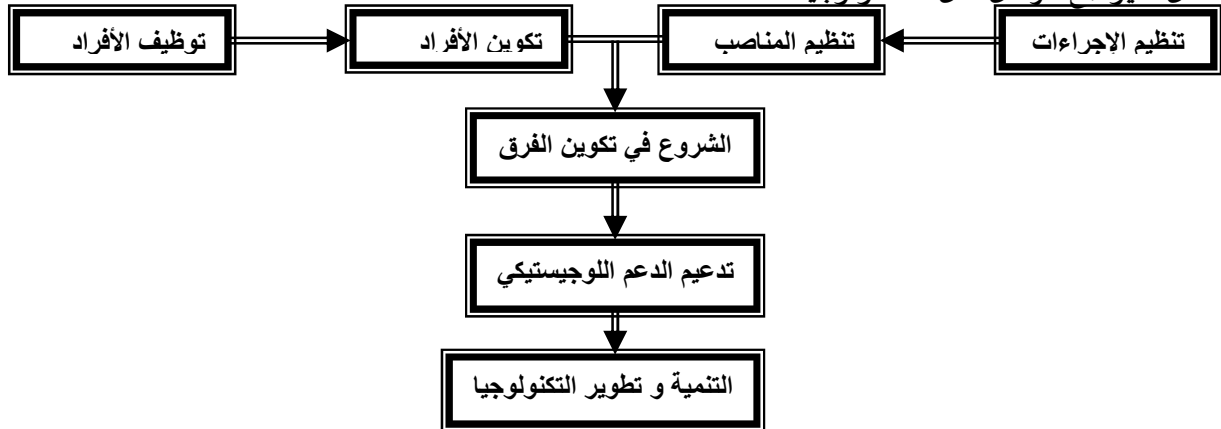 تنظيم الإجراءات
تنظيم المناصب
تكوين الأفراد
توظيف الأفراد
الشروع في تكوين الفرق
تدعيم الدعم اللوجيستيكي
التنمية و تطوير التكنولوجيا